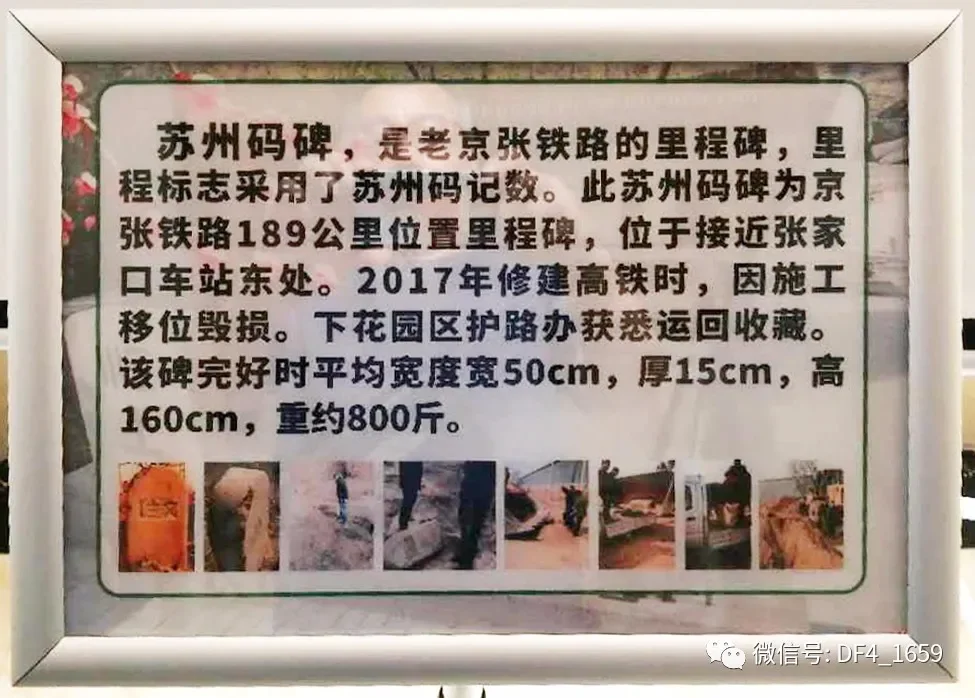 苏州码碑，是老京张铁路的里程碑，里
程标志采用了苏州码记数。此苏州码碑为京
张铁路189公里位置里程碑，位于接近张家
口车站东处。2017年修建高铁时，因施工
移位毁损。下花园区护路办获悉运回收藏。
该碑完好时平均宽度宽50cm，厚15cm，高
160cm，重约800斤。
微信号: DF4_1659